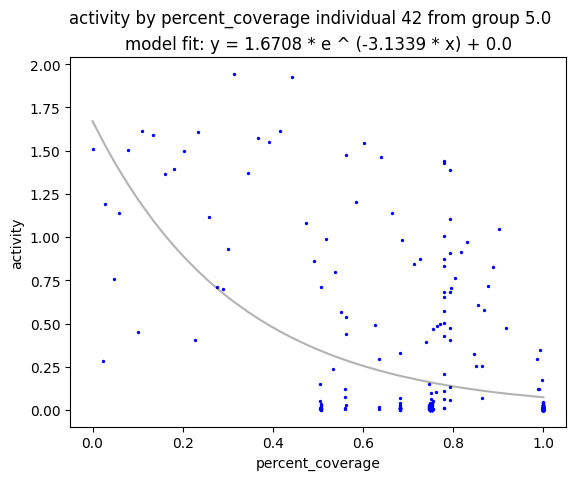 activity by percent_coverage individual 42 from group 5.0
model fit: y = 1.6708 * e ^ (-3.1339 * x) + 0.0
2.00
1.75
1.50
1.25
1.00
0.75
0.50
0.25
0.00
activity
0.0 0.2 0.4 0.6 0.8 1.0
percent_coverage